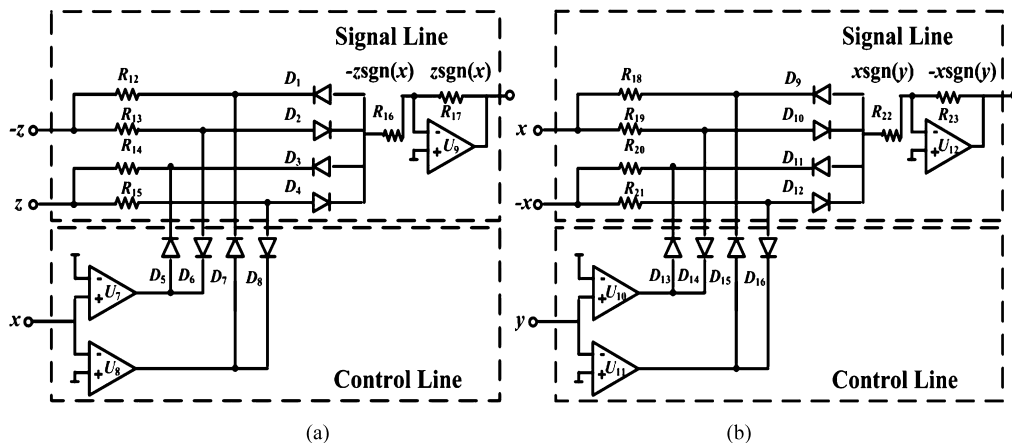 Signal Line
-zsgn(x) zsgn(x)
R12 D1
R13 D2 R16 R17
-z
R14 D3 U9
R15 D4
z
D5 D6 D7 D8
- + U7
x
- + U8
Control Line
(a)
Signal Line
xsgn(y) -xsgn(y)
R18 D9
R19 D10 R22 R23
x
R20 D11 U12
R21 D12
-x
D13 D14 D15 D16
- + U10
y
- + U11
Control Line
(b)